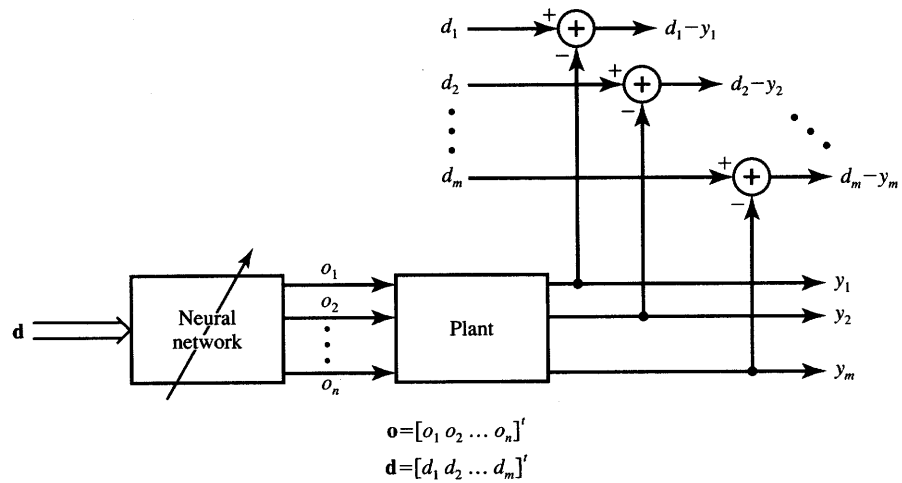 d₁ + + d₁−y₁
−
d₂ + + d₂−y₂
−
dₘ + + dₘ−yₘ
−
d
Neural
network
o₁
o₂
oₙ
Plant
y₁
y₂
yₘ
o=[o₁ o₂ ... oₙ]ᵗ
d=[d₁ d₂ ... dₘ]ᵗ